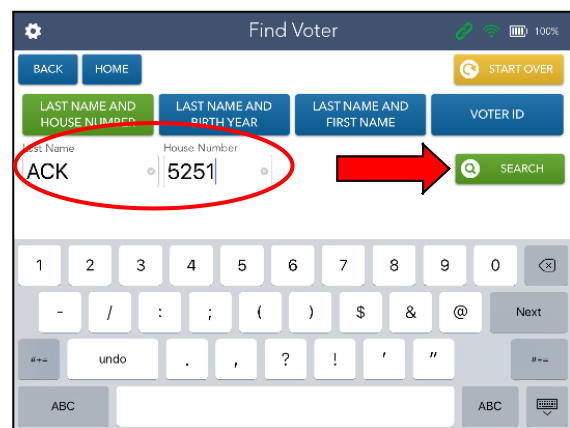 Find Voter
100%
BACK HOME START OVER
LAST NAME AND HOUSE NUMBER
LAST NAME AND BIRTH YEAR
LAST NAME AND FIRST NAME
VOTER ID
Last Name House Number
ACK 5251 SEARCH
1 2 3 4 5 6 7 8 9 0
- / : ; ( ) $ & @ Next
#+= undo . , ? ! ' " #+=
ABC ABC